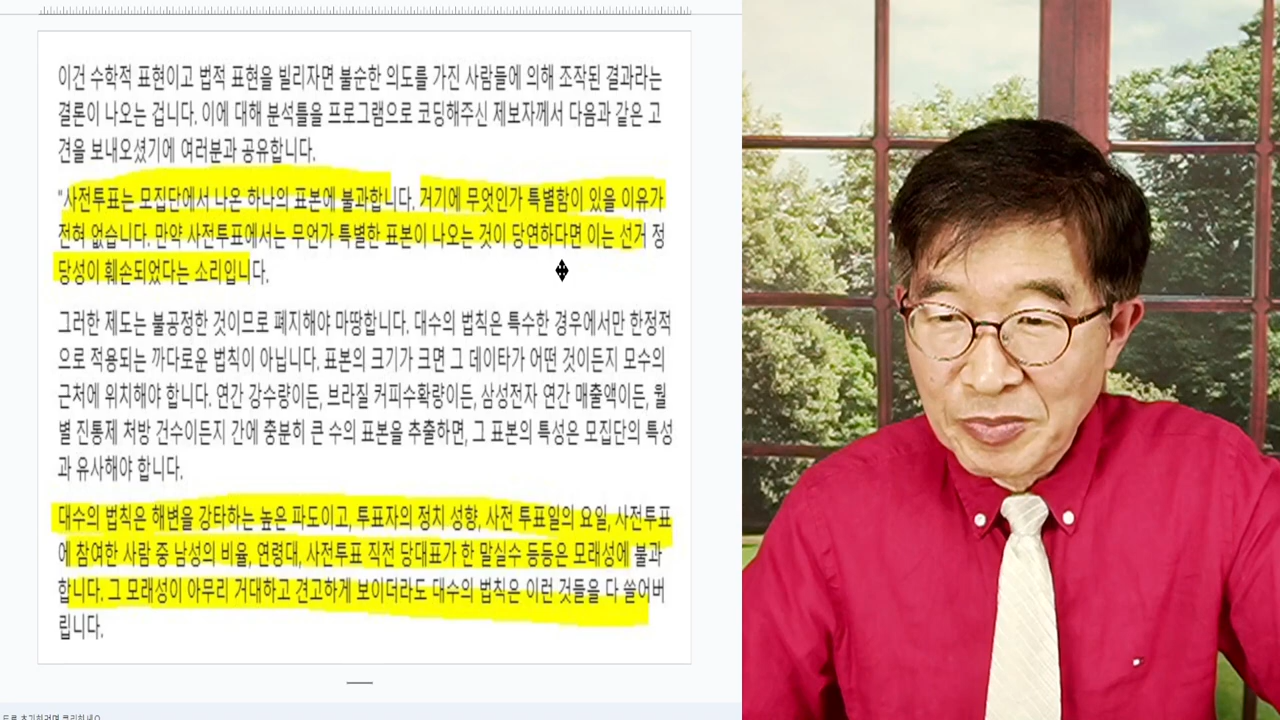 이건 수학적 표현이고 법적 표현을 빌리자면 불순한 의도를 가진 사람들에 의해 조작된 결과라는
결론이 나오는 겁니다. 이에 대해 분석틀을 프로그램으로 코딩해주신 제보자께서 다음과 같은 고
견을 보내오셨기에 여러분과 공유합니다.
"사전투표는 모집단에서 나온 하나의 표본에 불과합니다. 거기에 무엇인가 특별함이 있을 이유가
전혀 없습니다. 만약 사전투표에서는 무언가 특별한 표본이 나오는 것이 당연하다면 이는 선거 정
당성이 훼손되었다는 소리입니다.
그러한 제도는 불공정한 것이므로 폐지해야 마땅합니다. 대수의 법칙은 특수한 경우에서만 한정적
으로 적용되는 까다로운 법칙이 아닙니다. 표본의 크기가 크면 그 데이타가 어떤 것이든지 모수의
근처에 위치해야 합니다. 연간 강수량이든, 브라질 커피수확량이든, 삼성전자 연간 매출액이든, 월
별 진통제 처방 건수이든지 간에 충분히 큰 수의 표본을 추출하면, 그 표본의 특성은 모집단의 특성
과 유사해야 합니다.
대수의 법칙은 해변을 강타하는 높은 파도이고, 투표자의 정치 성향, 사전 투표일의 요일, 사전투표
에 참여한 사람 중 남성의 비율, 연령대, 사전투표 직전 당대표가 한 말실수 등등은 모래성에 불과
합니다. 그 모래성이 아무리 거대하고 견고하게 보이더라도 대수의 법칙은 이런 것들을 다 쓸어버
립니다.